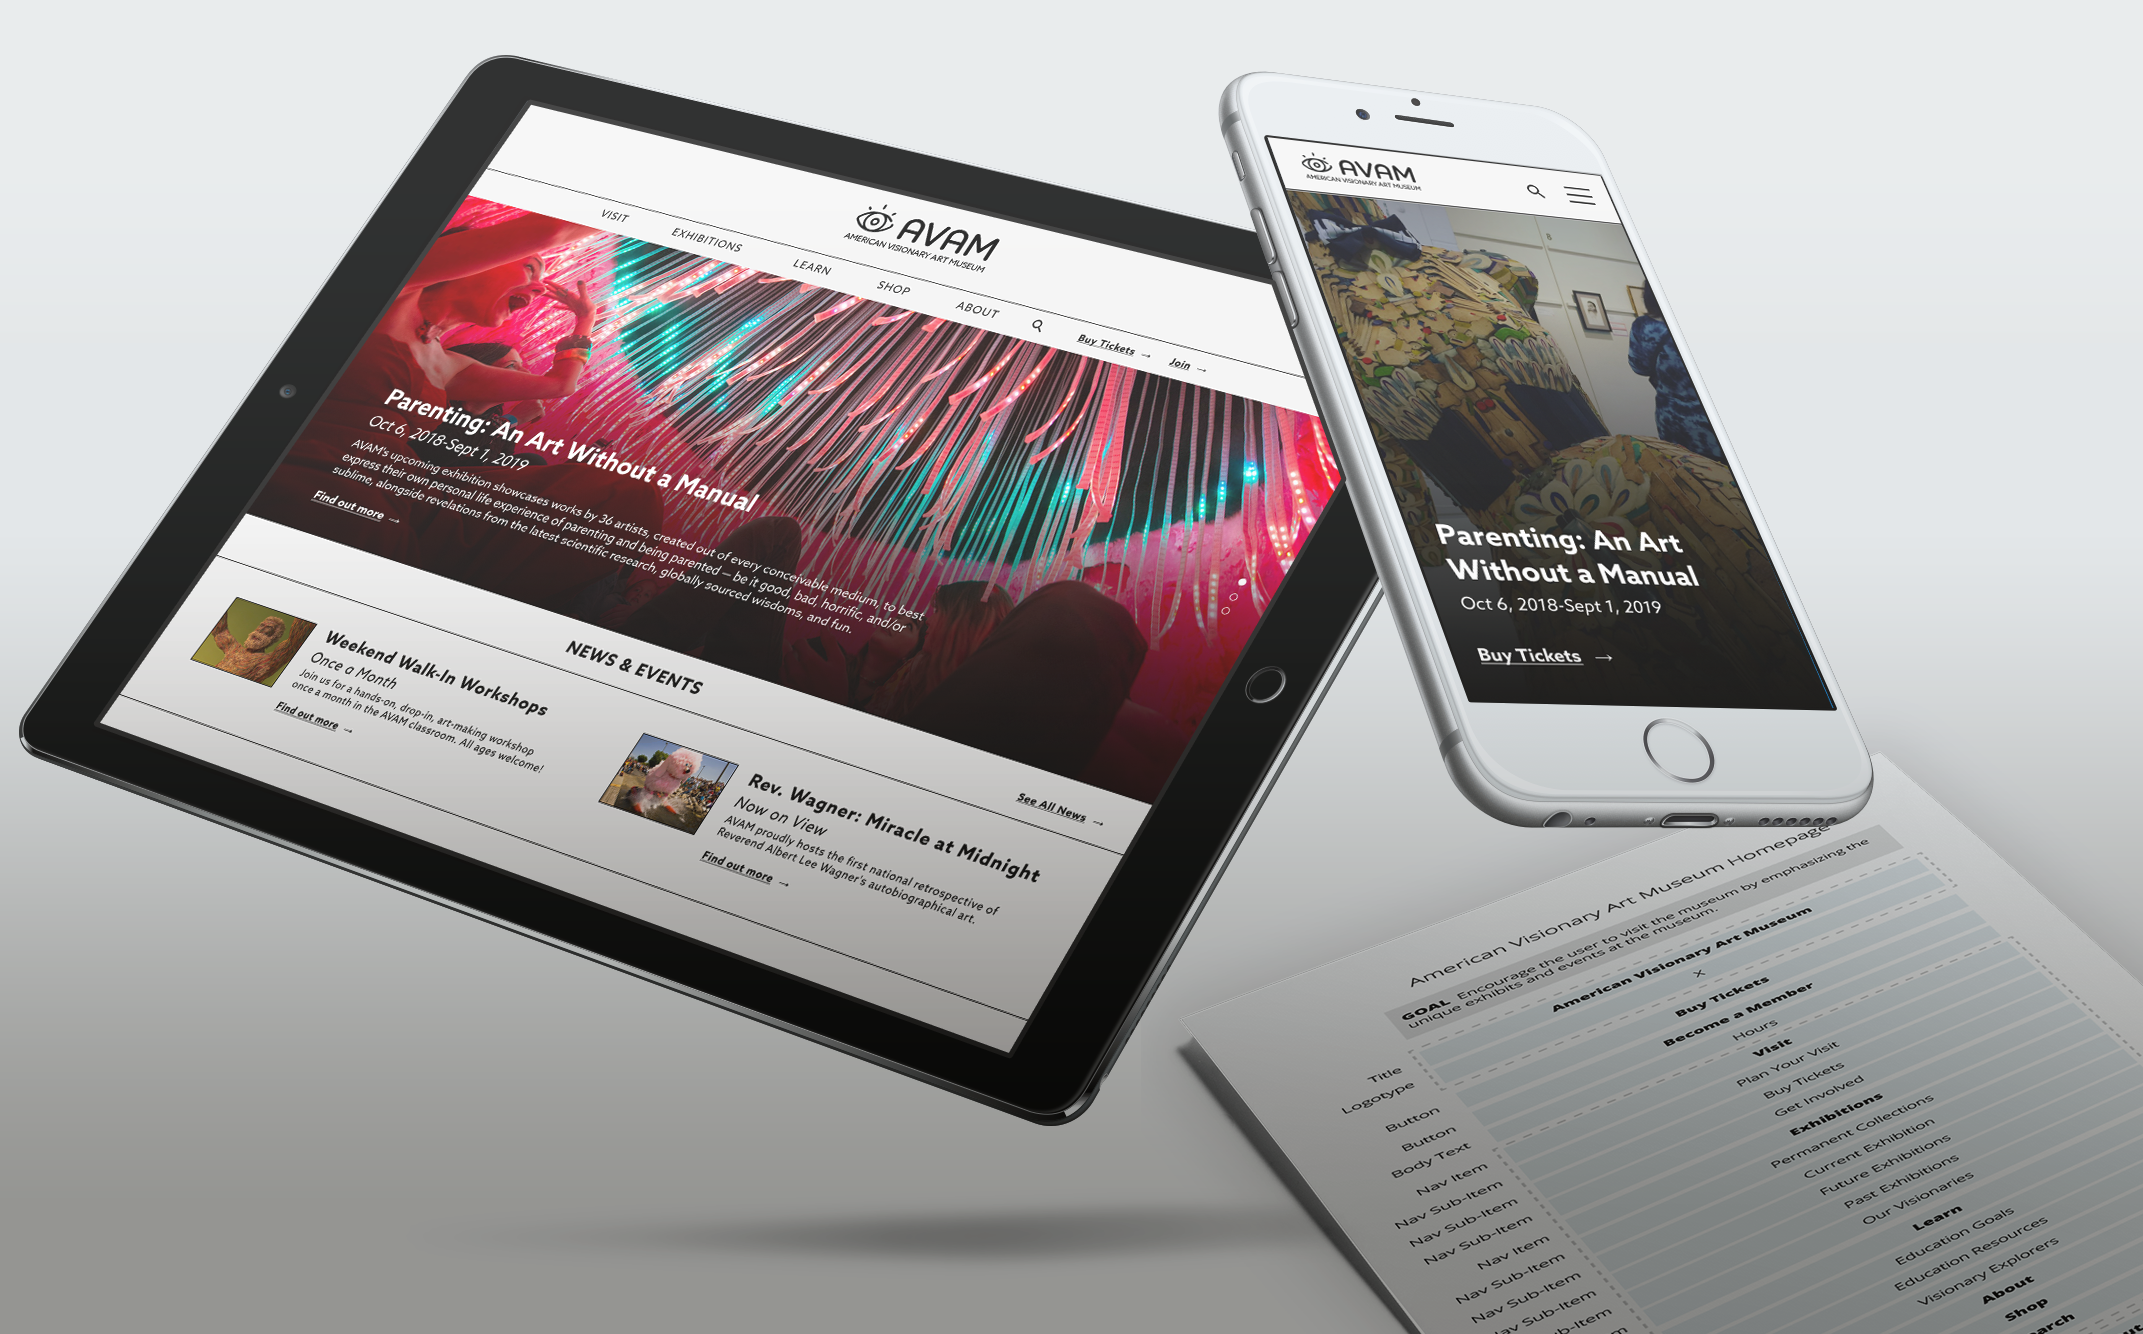 AVAM
AMERICAN VISIONARY ART MUSEUM
VISIT
EXHIBITIONS
LEARN
SHOP
ABOUT
Buy Tickets →
Join →
Parenting: An Art Without a Manual
Oct 6, 2018-Sept 1, 2019
AVAM's upcoming exhibition showcases works by 36 artists, created out of every conceivable medium, to best
express their own personal life experience of parenting and being parented — be it good, bad, horrific, and/or
sublime, alongside revelations from the latest scientific research, globally sourced wisdoms, and fun.
Find out more →
NEWS & EVENTS
See All News →
Weekend Walk-In Workshops
Once a Month
Join us for a hands-on, drop-in, art-making workshop
once a month in the AVAM classroom. All ages welcome!
Find out more →
Rev. Wagner: Miracle at Midnight
Now on View
AVAM proudly hosts the first national retrospective of
Reverend Albert Lee Wagner's autobiographical art.
Find out more →
AVAM
AMERICAN VISIONARY ART MUSEUM
8
Parenting: An Art
Without a Manual
Oct 6, 2018-Sept 1, 2019
Buy Tickets →
American Visionary Art Museum Homepage
GOAL Encourage the user to visit the museum by emphasizing the
unique exhibits and events at the museum.
Title American Visionary Art Museum
Logotype ×
Button Buy Tickets
Button Become a Member
Body Text Hours
Nav Item Visit
Nav Sub-Item Plan Your Visit
Nav Sub-Item Buy Tickets
Nav Sub-Item Get Involved
Nav Item Exhibitions
Nav Sub-Item Permanent Collections
Nav Sub-Item Current Exhibition
Nav Sub-Item Future Exhibitions
Past Exhibitions
Our Visionaries
Learn
Education Goals
Education Resources
Visionary Explorers
About
Shop